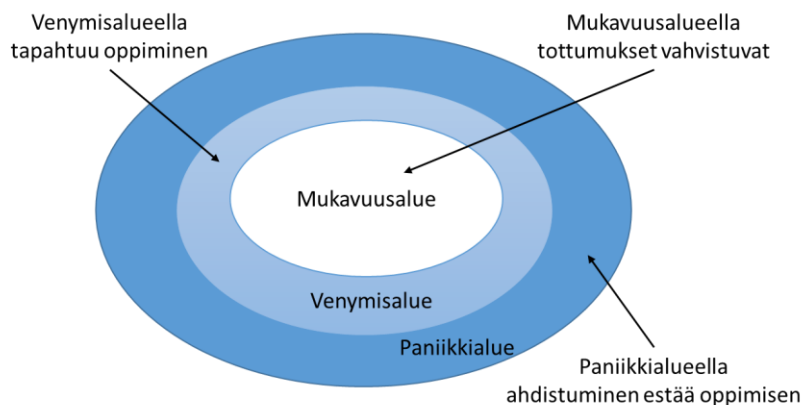 Venymisalueella
tapahtuu oppiminen
Mukavuusalueella
tottumukset vahvistuvat
Mukavuusalue
Venymisalue
Paniikkialue
Paniikkialueella
ahdistuminen estää oppimisen